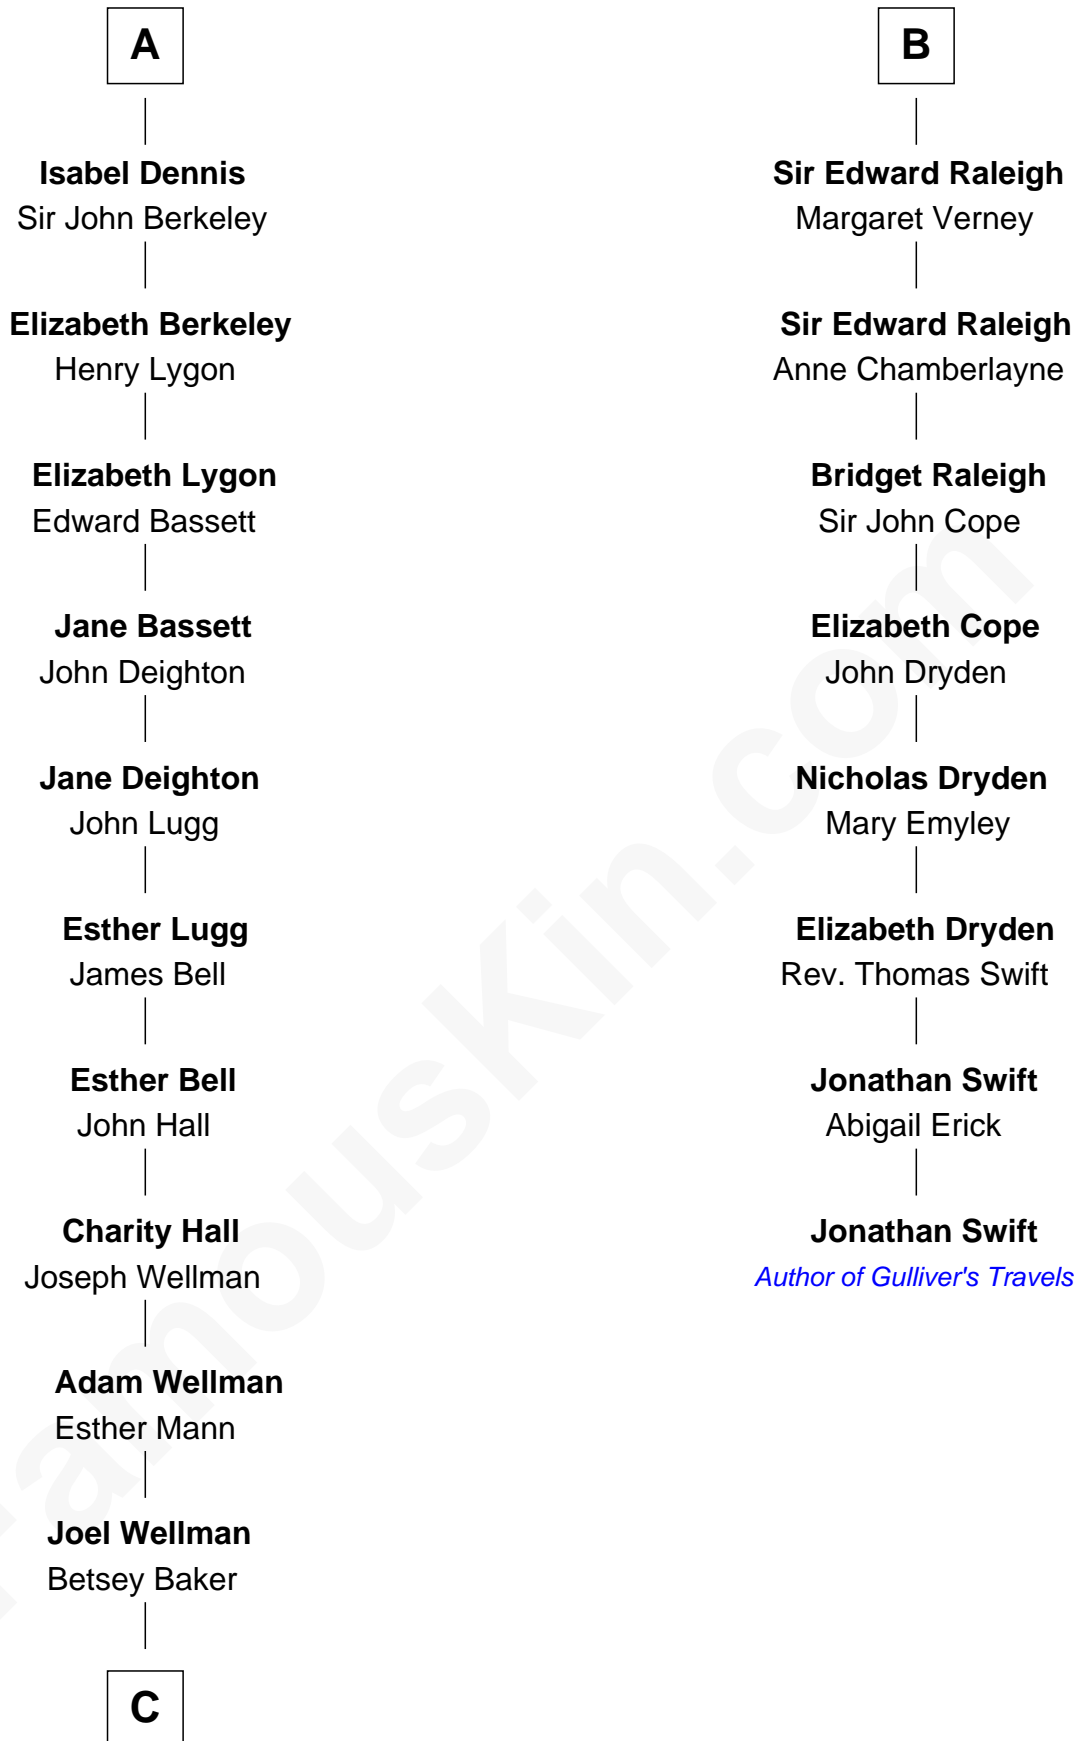 A
Isabel Dennis
Sir John Berkeley
Elizabeth Berkeley
Henry Lygon
Elizabeth Lygon
Edward Bassett
Jane Bassett
John Deighton
Jane Deighton
John Lugg
Esther Lugg
James Bell
Esther Bell
John Hall
Charity Hall
Joseph Wellman
Adam Wellman
Esther Mann
Joel Wellman
Betsey Baker
C
B
Sir Edward Raleigh
Margaret Verney
Sir Edward Raleigh
Anne Chamberlayne
Bridget Raleigh
Sir John Cope
Elizabeth Cope
John Dryden
Nicholas Dryden
Mary Emyley
Elizabeth Dryden
Rev. Thomas Swift
Jonathan Swift
Abigail Erick
Jonathan Swift
Author of Gulliver's Travels
FamousKin.com